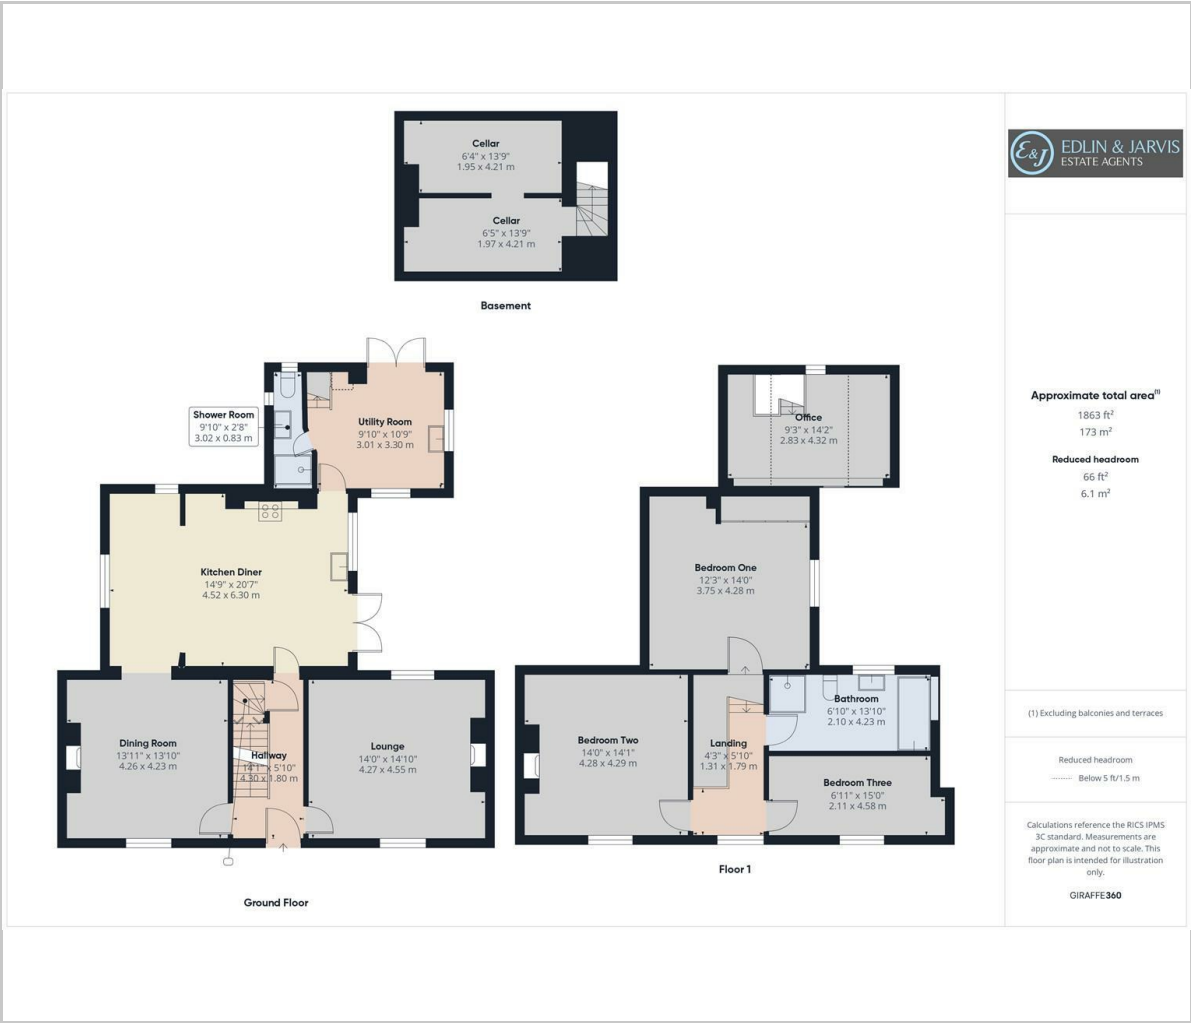 Cellar
6'4" x 13'9"
1.95 x 4.21 m
Cellar
6'5" x 13'9"
1.97 x 4.21 m
Basement
Shower Room
9'10" x 2'8"
3.02 x 0.83 m
Utility Room
9'10" x 10'9"
3.01 x 3.30 m
Kitchen Diner
14'9" x 20'7"
4.52 x 6.30 m
Dining Room
13'11" x 13'10"
4.26 x 4.23 m
Hallway
14'1" x 5'10"
4.30 x 1.80 m
Lounge
14'0" x 14'10"
4.27 x 4.55 m
Ground Floor
Office
9'3" x 14'2"
2.83 x 4.32 m
Bedroom One
12'3" x 14'0"
3.75 x 4.28 m
Bedroom Two
14'0" x 14'1"
4.28 x 4.29 m
Landing
4'3" x 5'10"
1.31 x 1.79 m
Bathroom
6'10" x 13'10"
2.10 x 4.23 m
Bedroom Three
6'11" x 15'0"
2.11 x 4.58 m
Floor 1
E&J
EDLIN & JARVIS
ESTATE AGENTS
Approximate total area⁽¹⁾
1863 ft²
173 m²
Reduced headroom
66 ft²
6.1 m²
(1) Excluding balconies and terraces
Reduced headroom
Below 5 ft/1.5 m
Calculations reference the RICS IPMS
3C standard. Measurements are
approximate and not to scale. This
floor plan is intended for illustration
only.
GIRAFFE360